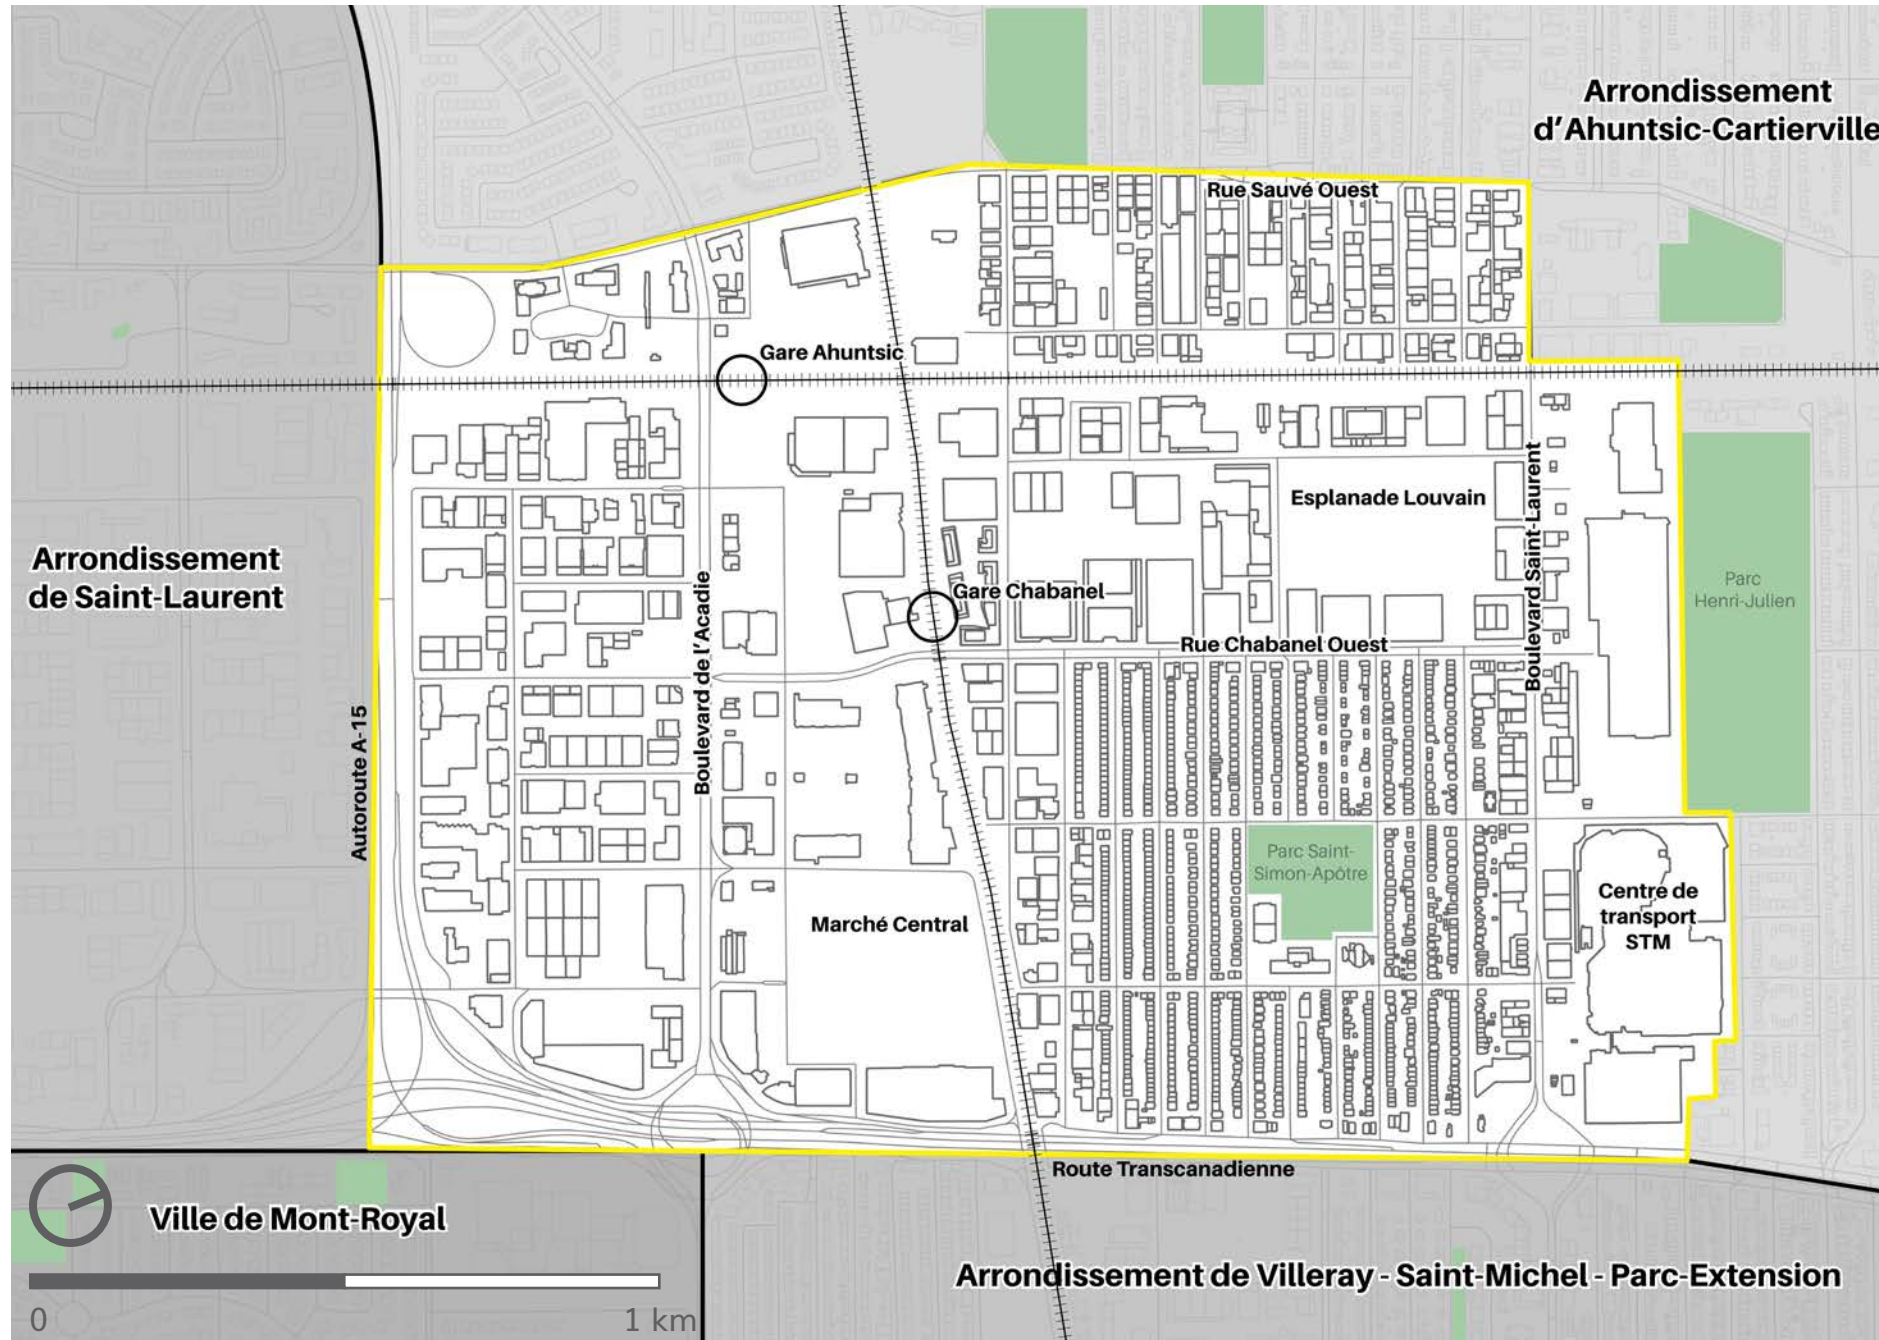 Arrondissement
d'Ahuntsic-Cartierville
Rue Sauvé Ouest
Gare Ahuntsic
Boulevard Saint-Laurent
Esplanade Louvain
Arrondissement
de Saint-Laurent
Boulevard de l'Acadie
Gare Chabanel
Parc
Henri-Julien
Rue Chabanel Ouest
Autoroute A-15
Parc Saint-
Simon-Apôtre
Marché Central
Centre de
transport
STM
Route Transcanadienne
Ville de Mont-Royal
Arrondissement de Villeray - Saint-Michel - Parc-Extension
0
1 km